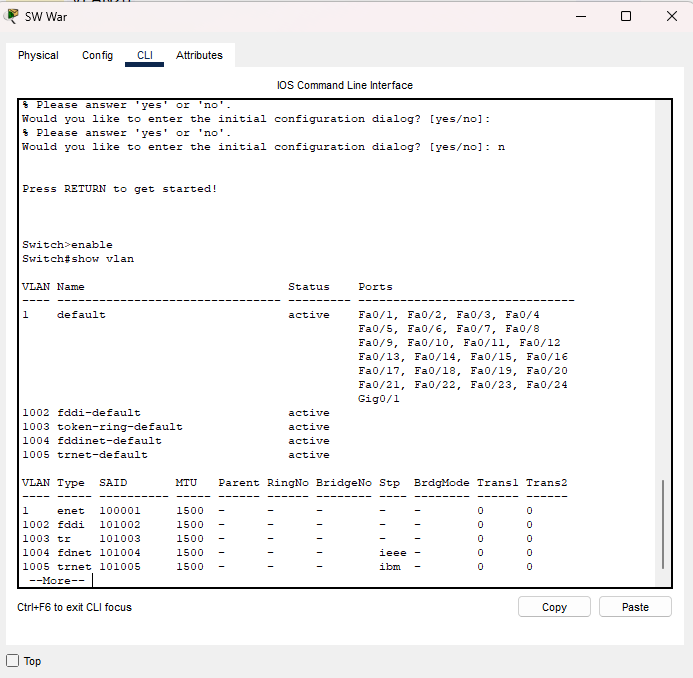 SW War
Physical Config CLI Attributes
IOS Command Line Interface
% Please answer 'yes' or 'no'.
Would you like to enter the initial configuration dialog? [yes/no]:
% Please answer 'yes' or 'no'.
Would you like to enter the initial configuration dialog? [yes/no]: n
Press RETURN to get started!
Switch>enable
Switch#show vlan
VLAN Name                             Status    Ports
---- -------------------------------- --------- -------------------------------
1    default                          active    Fa0/1, Fa0/2, Fa0/3, Fa0/4
                                                Fa0/5, Fa0/6, Fa0/7, Fa0/8
                                                Fa0/9, Fa0/10, Fa0/11, Fa0/12
                                                Fa0/13, Fa0/14, Fa0/15, Fa0/16
                                                Fa0/17, Fa0/18, Fa0/19, Fa0/20
                                                Fa0/21, Fa0/22, Fa0/23, Fa0/24
                                                Gig0/1
1002 fddi-default                     active
1003 token-ring-default               active
1004 fddinet-default                  active
1005 trnet-default                    active
VLAN Type  SAID       MTU   Parent RingNo BridgeNo Stp  BrdgMode Trans1 Trans2
---- ----- ---------- ----- ------ ------ -------- ---- -------- ------ ------
1    enet  100001     1500  -      -      -        -    -        0      0
1002 fddi  101002     1500  -      -      -        -    -        0      0
1003 tr    101003     1500  -      -      -        -    -        0      0
1004 fdnet 101004     1500  -      -      -        ieee -        0      0
1005 trnet 101005     1500  -      -      -        ibm  -        0      0
 --More--
Ctrl+F6 to exit CLI focus
Copy Paste
Top